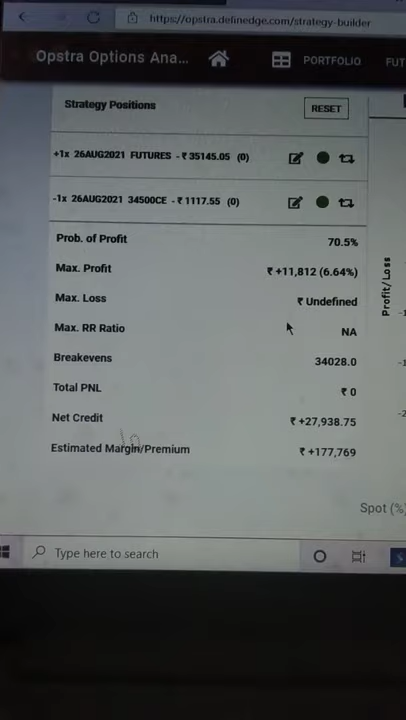 https://opstra.definedge.com/strategy-builder
Opstra Options Ana... PORTFOLIO FUT
Strategy Positions RESET
+1x 26AUG2021 FUTURES - ₹ 35145.05 (0)
-1x 26AUG2021 34500CE - ₹ 1117.55 (0)
Prob. of Profit 70.5%
Max. Profit ₹ +11,812 (6.64%)
Max. Loss ₹ Undefined
Max. RR Ratio NA
Breakevens 34028.0
Total PNL ₹ 0
Net Credit ₹ +27,938.75
Estimated Margin/Premium ₹ +177,769
Profit/Loss
-1
-1
-2
Spot (%)
Type here to search